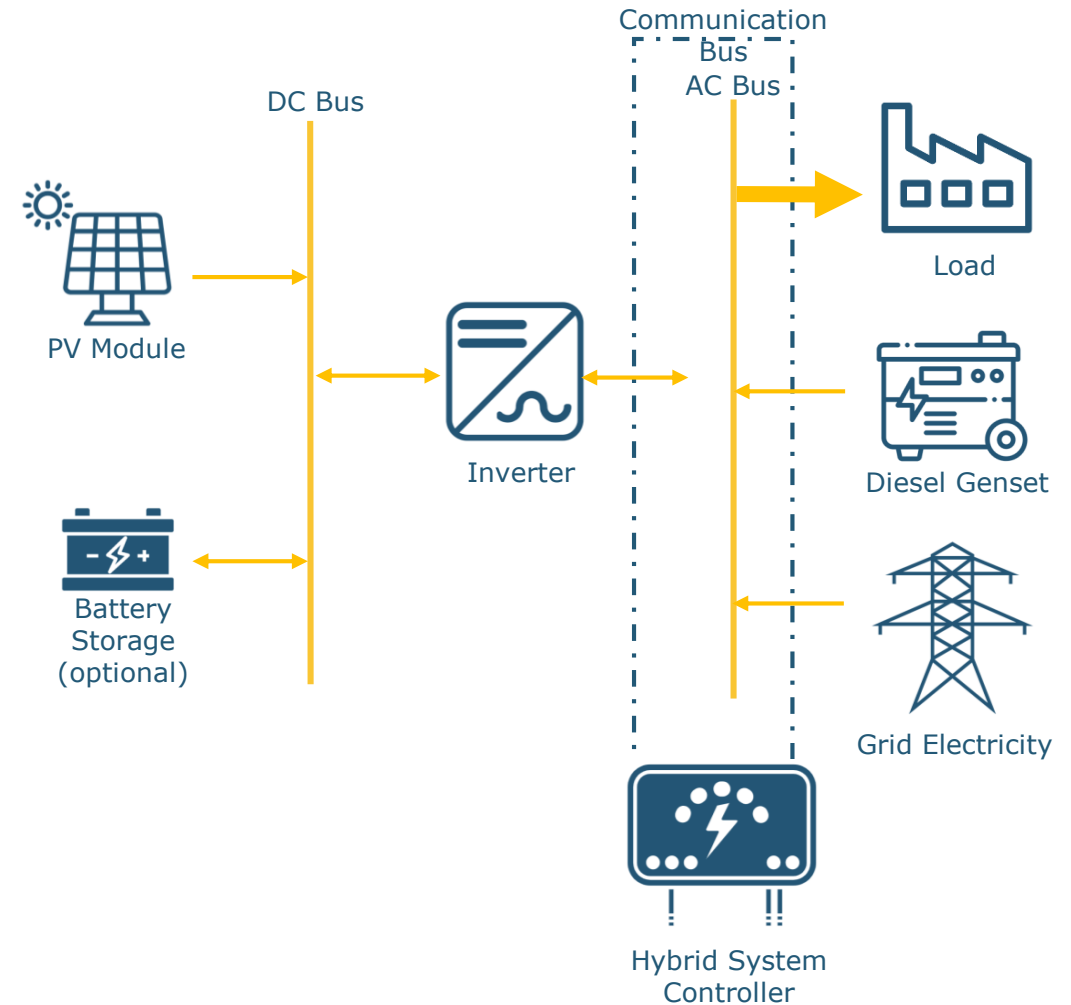 Communication
Bus
AC Bus
DC Bus
Load
PV Module
Inverter
Diesel Genset
Battery
Storage
(optional)
Grid Electricity
Hybrid System
Controller